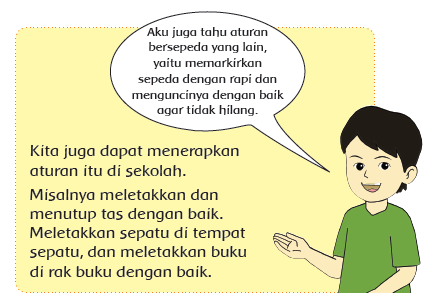 Aku juga tahu aturan
bersepeda yang lain,
yaitu memarkirkan
sepeda dengan rapi dan
menguncinya dengan baik
agar tidak hilang.
Kita juga dapat menerapkan
aturan itu di sekolah.
Misalnya meletakkan dan
menutup tas dengan baik.
Meletakkan sepatu di tempat
sepatu, dan meletakkan buku
di rak buku dengan baik.